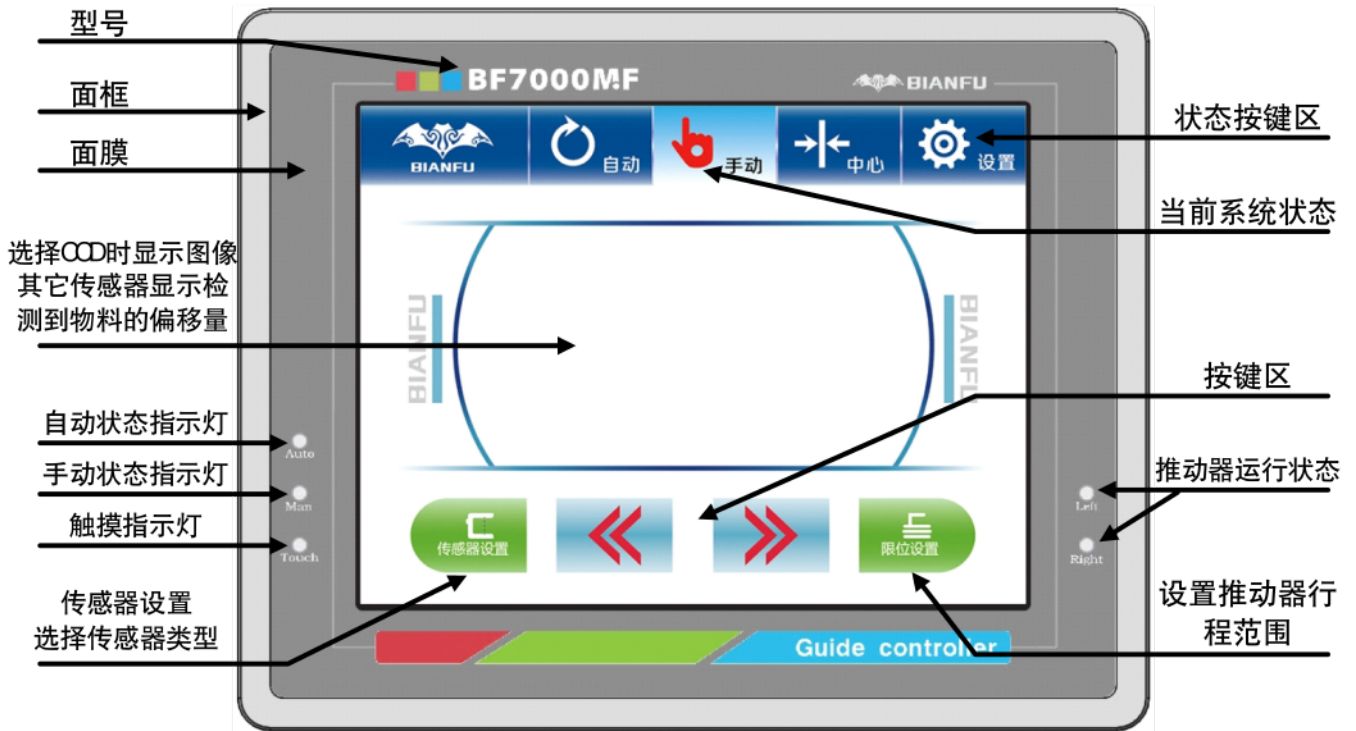 型号
BF7000M.F
BIANFU
面框
状态按键区
面膜
BIANFU
自动
手动
中心
设置
当前系统状态
选择CCD时显示图像
其它传感器显示检
测到物料的偏移量
BIANFU
BIANFU
按键区
自动状态指示灯
Auto
手动状态指示灯
Man
触摸指示灯
Touch
推动器运行状态
Left
Right
传感器设置
限位设置
传感器设置
选择传感器类型
设置推动器行
程范围
Guide controller